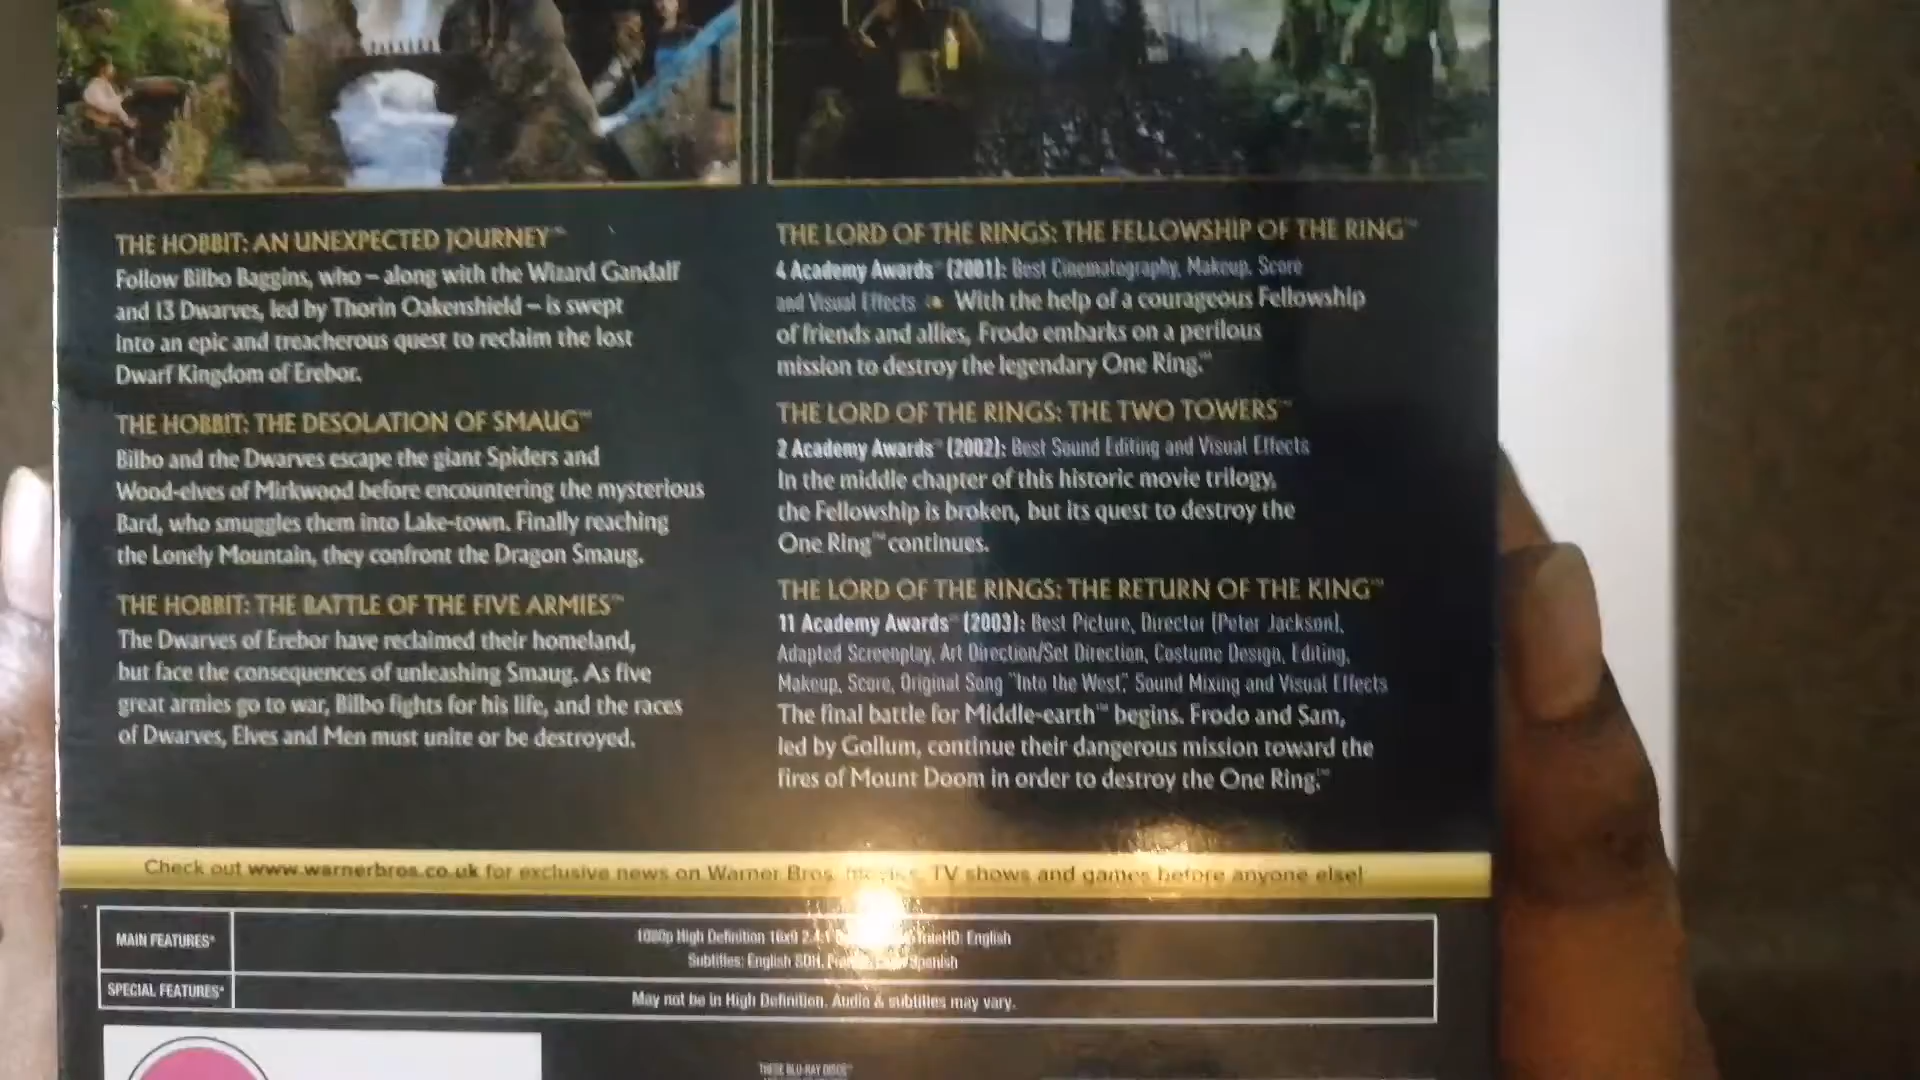 THE HOBBIT: AN UNEXPECTED JOURNEY™
Follow Bilbo Baggins, who – along with the Wizard Gandalf
and 13 Dwarves, led by Thorin Oakenshield – is swept
into an epic and treacherous quest to reclaim the lost
Dwarf Kingdom of Erebor.
THE HOBBIT: THE DESOLATION OF SMAUG™
Bilbo and the Dwarves escape the giant Spiders and
Wood-elves of Mirkwood before encountering the mysterious
Bard, who smuggles them into Lake-town. Finally reaching
the Lonely Mountain, they confront the Dragon Smaug.
THE HOBBIT: THE BATTLE OF THE FIVE ARMIES™
The Dwarves of Erebor have reclaimed their homeland,
but face the consequences of unleashing Smaug. As five
great armies go to war, Bilbo fights for his life, and the races
of Dwarves, Elves and Men must unite or be destroyed.
THE LORD OF THE RINGS: THE FELLOWSHIP OF THE RING™
4 Academy Awards® (2001): Best Cinematography, Makeup, Score
and Visual Effects With the help of a courageous Fellowship
of friends and allies, Frodo embarks on a perilous
mission to destroy the legendary One Ring.™
THE LORD OF THE RINGS: THE TWO TOWERS™
2 Academy Awards® (2002): Best Sound Editing and Visual Effects
In the middle chapter of this historic movie trilogy,
the Fellowship is broken, but its quest to destroy the
One Ring™ continues.
THE LORD OF THE RINGS: THE RETURN OF THE KING™
11 Academy Awards® (2003): Best Picture, Director (Peter Jackson),
Adapted Screenplay, Art Direction/Set Direction, Costume Design, Editing,
Makeup, Score, Original Song "Into the West," Sound Mixing and Visual Effects
The final battle for Middle-earth™ begins. Frodo and Sam,
led by Gollum, continue their dangerous mission toward the
fires of Mount Doom in order to destroy the One Ring.™
Check out www.warnerbros.co.uk for exclusive news on Warner Bros. movies, TV shows and games before anyone else!
MAIN FEATURES*
1080p High Definition 16x9 2.4:1 TrueHD: English
Subtitles: English SDH, Spanish
SPECIAL FEATURES*
May not be in High Definition. Audio & subtitles may vary.
THESE BLU-RAY DISCS™